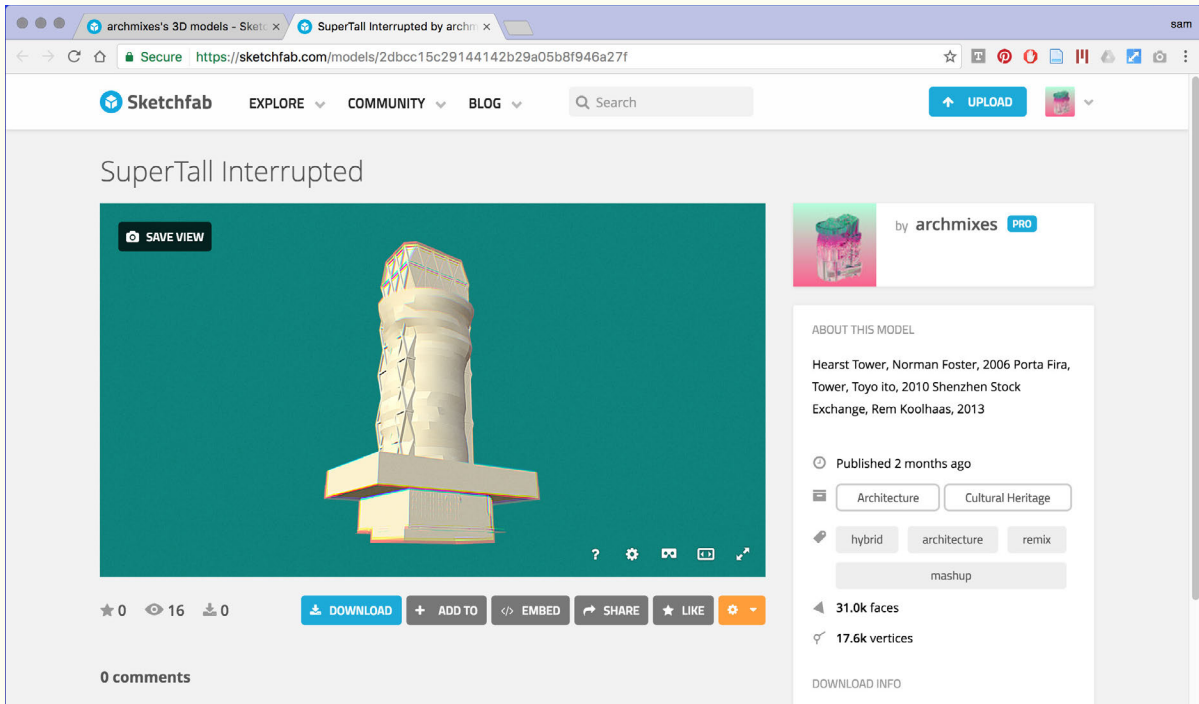 archmixes's 3D models - Sketc
SuperTall Interrupted by archm
sam
Secure https://sketchfab.com/models/2dbcc15c29144142b29a05b8f946a27f
Sketchfab EXPLORE COMMUNITY BLOG Search UPLOAD
SuperTall Interrupted
SAVE VIEW
by archmixes PRO
ABOUT THIS MODEL
Hearst Tower, Norman Foster, 2006 Porta Fira,
Tower, Toyo ito, 2010 Shenzhen Stock
Exchange, Rem Koolhaas, 2013
Published 2 months ago
Architecture Cultural Heritage
hybrid architecture remix
mashup
31.0k faces
17.6k vertices
DOWNLOAD INFO
?
0 16 0 DOWNLOAD + ADD TO </> EMBED SHARE LIKE
0 comments